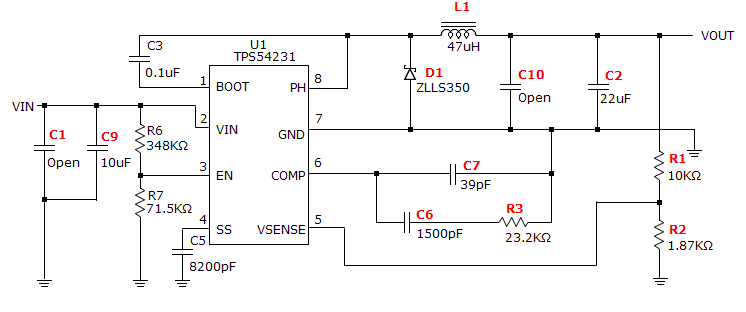 L1
47uH
VOUT
U1
TPS54231
C3
0.1uF
1
BOOT
PH
8
D1
ZLLS350
C10
Open
C2
22uF
VIN
C1
Open
C9
10uF
R6
348KΩ
2
VIN
GND
7
3
EN
COMP
6
R7
71.5KΩ
C7
39pF
R1
10KΩ
4
SS
VSENSE
5
C6
1500pF
R3
23.2KΩ
C5
8200pF
R2
1.87KΩ